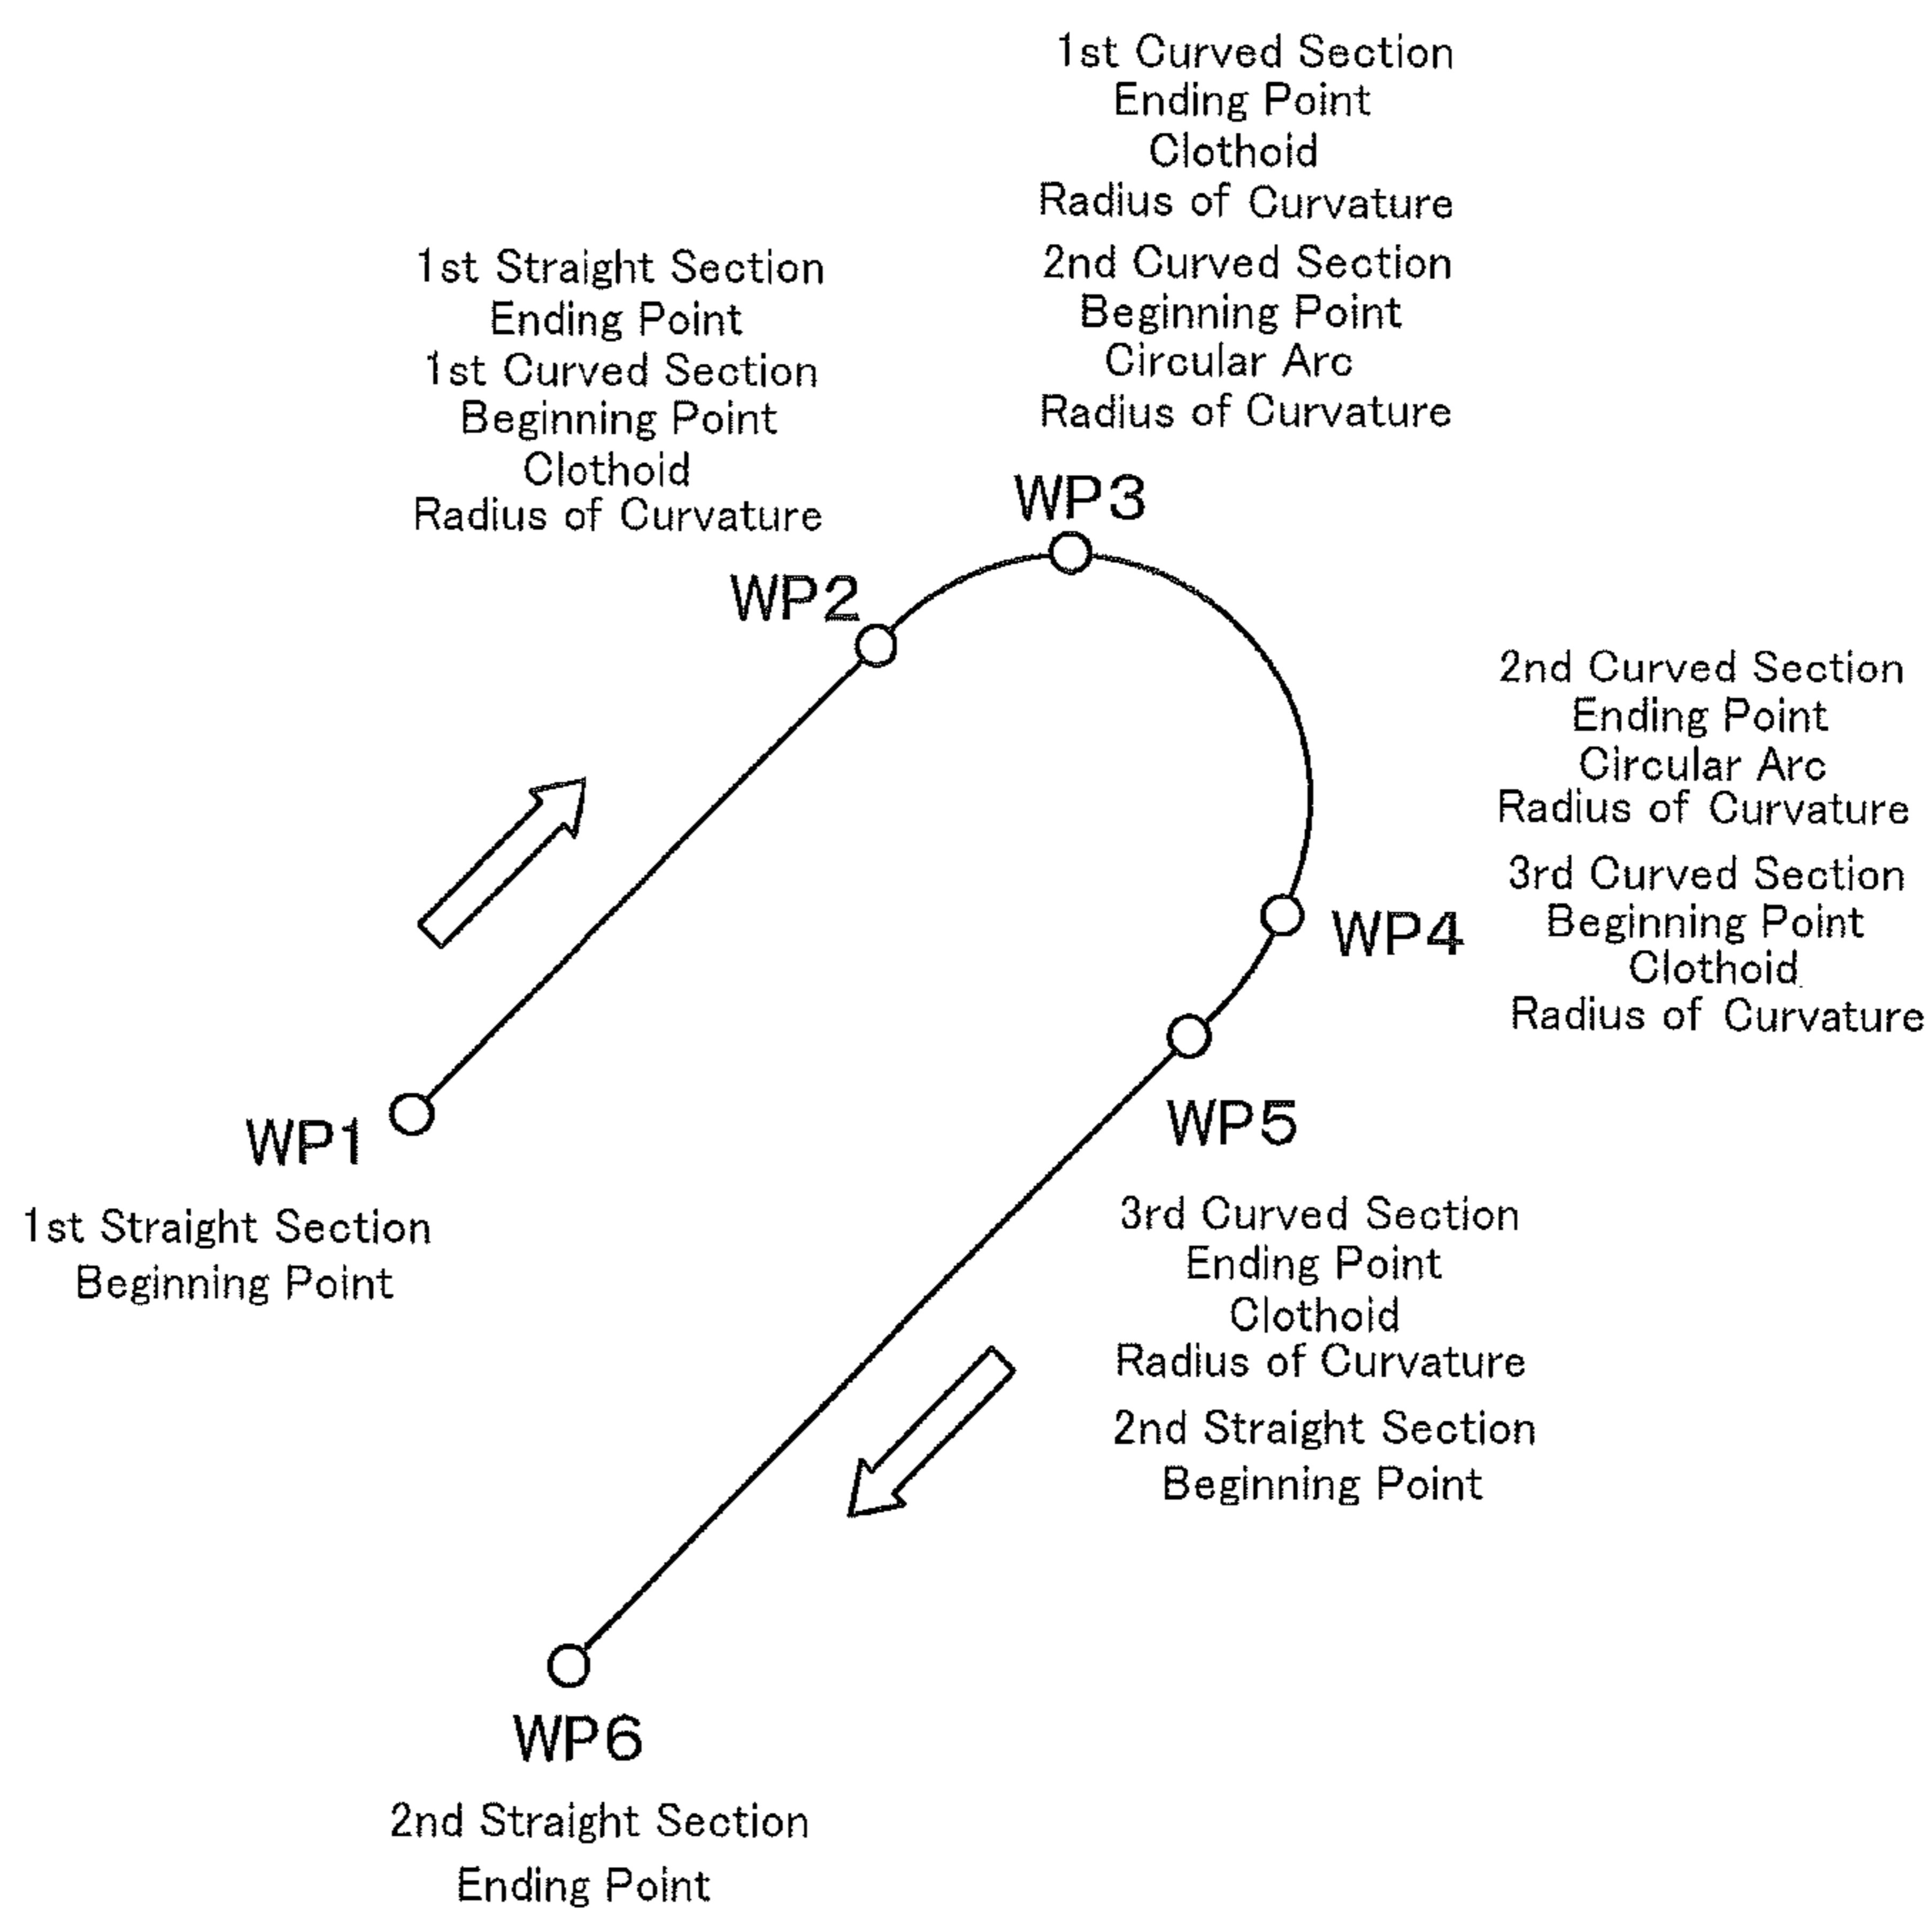 1st Curved Section
Ending Point
Clothoid
Radius of Curvature
2nd Curved Section
Beginning Point
Circular Arc
Radius of Curvature
WP3
1st Straight Section
Ending Point
1st Curved Section
Beginning Point
Clothoid
Radius of Curvature
WP2
2nd Curved Section
Ending Point
Circular Arc
Radius of Curvature
3rd Curved Section
Beginning Point
Clothoid
Radius of Curvature
WP4
WP1
1st Straight Section
Beginning Point
WP5
3rd Curved Section
Ending Point
Clothoid
Radius of Curvature
2nd Straight Section
Beginning Point
WP6
2nd Straight Section
Ending Point